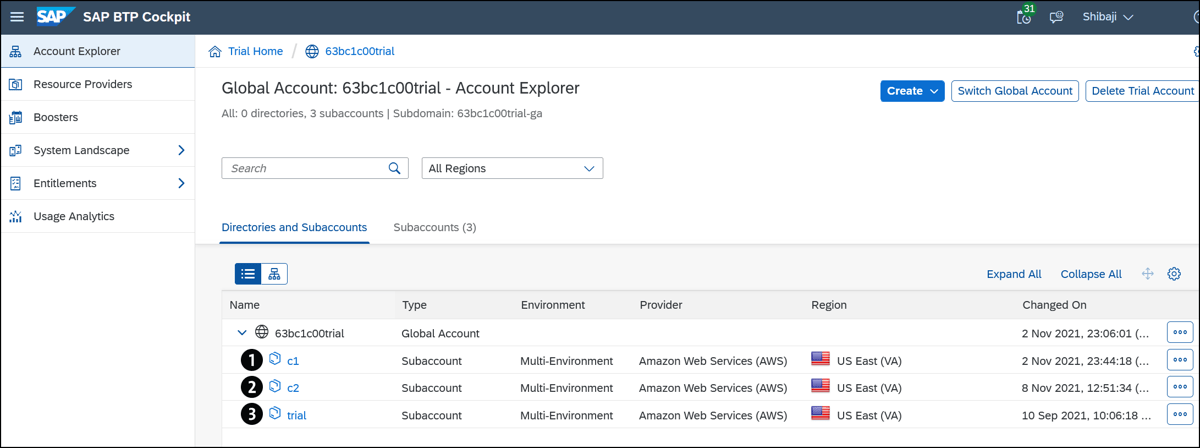 SAP SAP BTP Cockpit 31 Shibaji
Account Explorer
Resource Providers
Boosters
System Landscape
Entitlements
Usage Analytics
Trial Home / 63bc1c00trial
Global Account: 63bc1c00trial - Account Explorer
Create Switch Global Account Delete Trial Account
All: 0 directories, 3 subaccounts | Subdomain: 63bc1c00trial-ga
Search All Regions
Directories and Subaccounts Subaccounts (3)
Expand All Collapse All
Name Type Environment Provider Region Changed On
63bc1c00trial Global Account 2 Nov 2021, 23:06:01 (...
1 c1 Subaccount Multi-Environment Amazon Web Services (AWS) US East (VA) 2 Nov 2021, 23:44:18 (...
2 c2 Subaccount Multi-Environment Amazon Web Services (AWS) US East (VA) 8 Nov 2021, 12:51:34 (...
3 trial Subaccount Multi-Environment Amazon Web Services (AWS) US East (VA) 10 Sep 2021, 10:06:18 ...